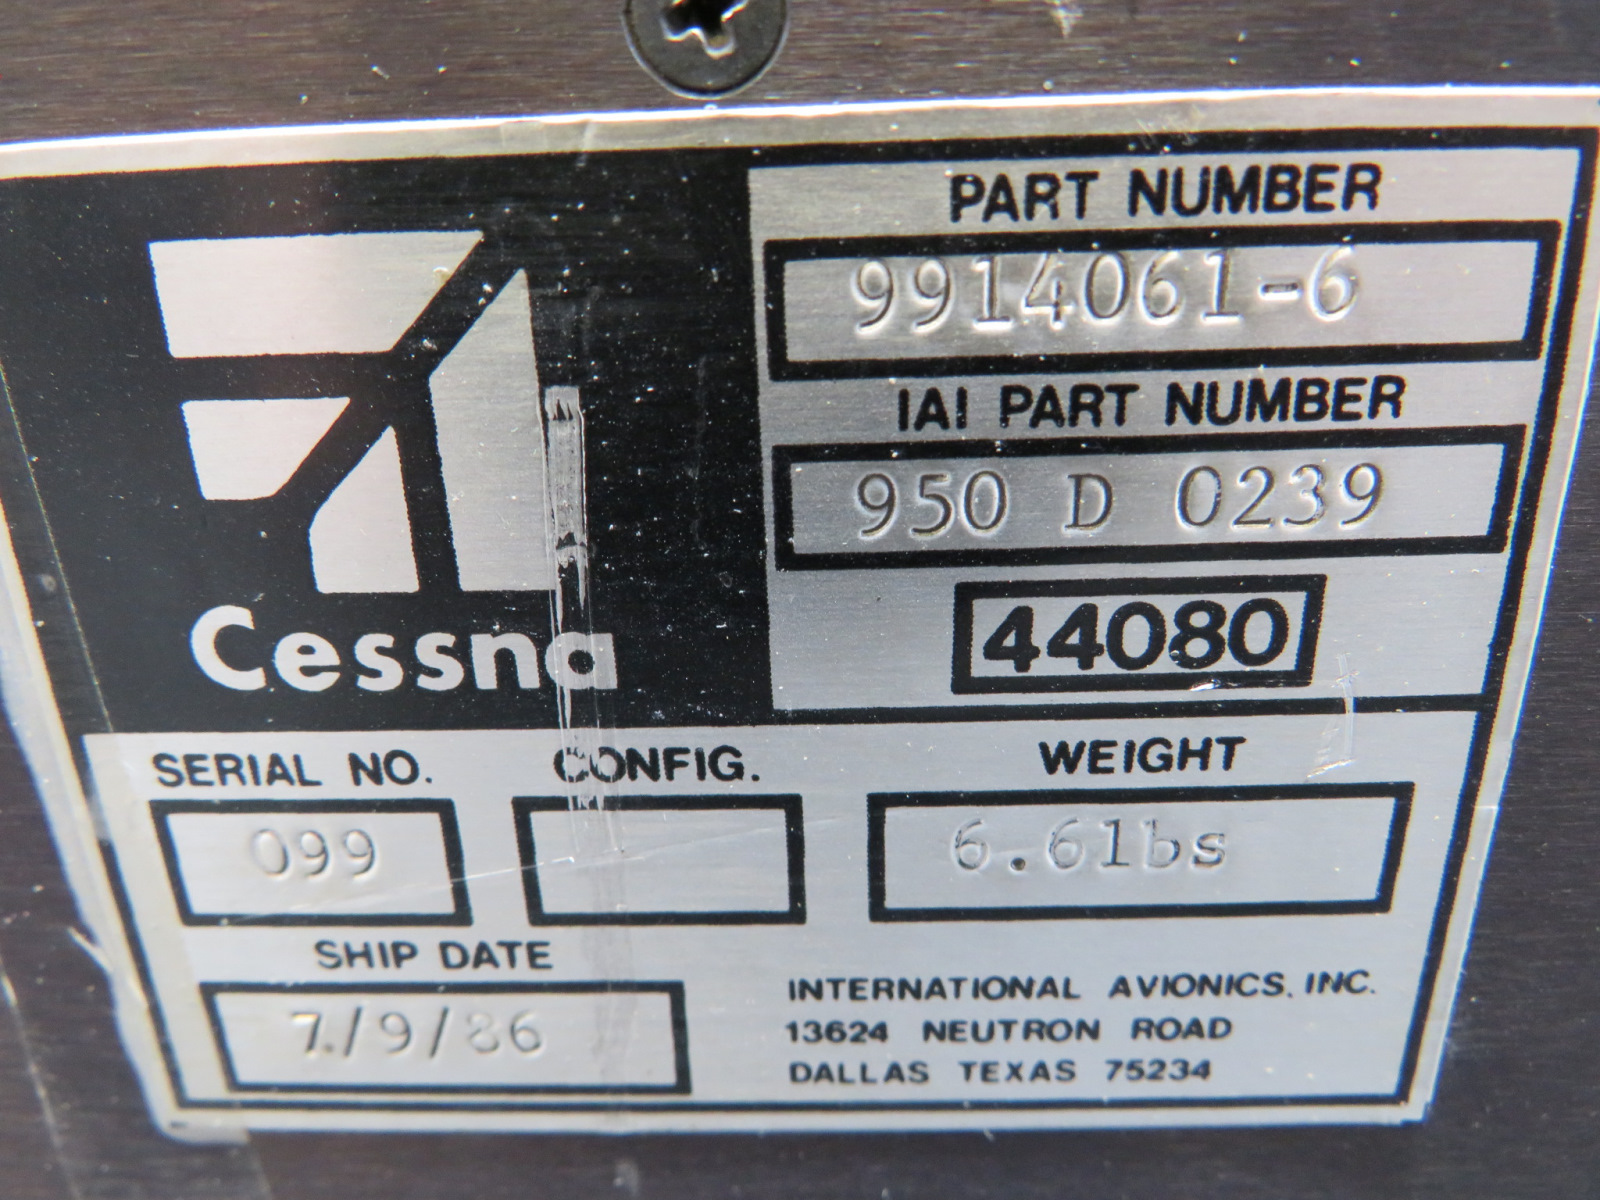 Cessna
PART NUMBER
9914061-6
IAI PART NUMBER
950 D 0239
44080
SERIAL NO.
099
CONFIG.
WEIGHT
6.6lbs
SHIP DATE
7/9/86
INTERNATIONAL AVIONICS, INC.
13624 NEUTRON ROAD
DALLAS TEXAS 75234